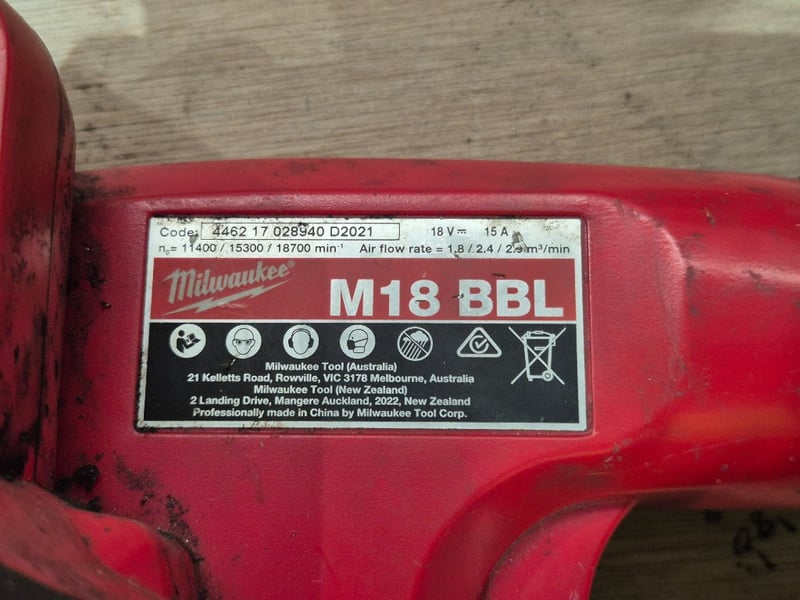 Code: 4462 17 028940 D2021 18 V⎓ 15 A
n₀= 11400 / 15300 / 18700 min⁻¹ Air flow rate = 1.8 / 2.4 / 2.9 m³/min
Milwaukee®
M18 BBL
Milwaukee Tool (Australia)
21 Kelletts Road, Rowville, VIC 3178 Melbourne, Australia
Milwaukee Tool (New Zealand)
2 Landing Drive, Mangere Auckland, 2022, New Zealand
Professionally made in China by Milwaukee Tool Corp.